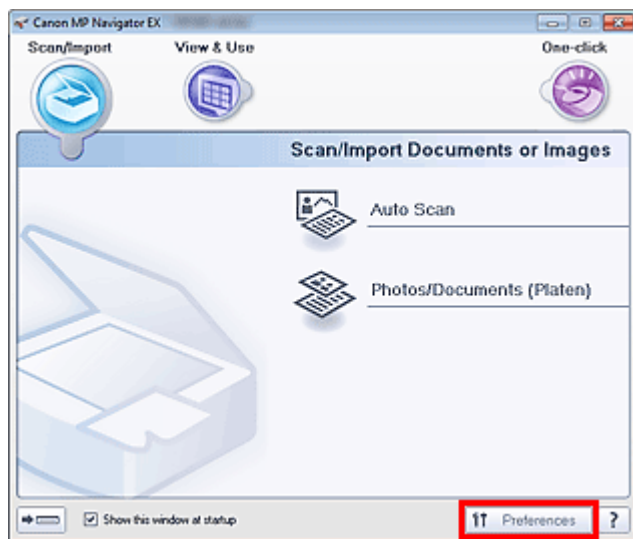 Canon MP Navigator EX
Scan/Import
View & Use
One-click
Scan/Import Documents or Images
Auto Scan
Photos/Documents (Platen)
Show this window at startup
Preferences
?